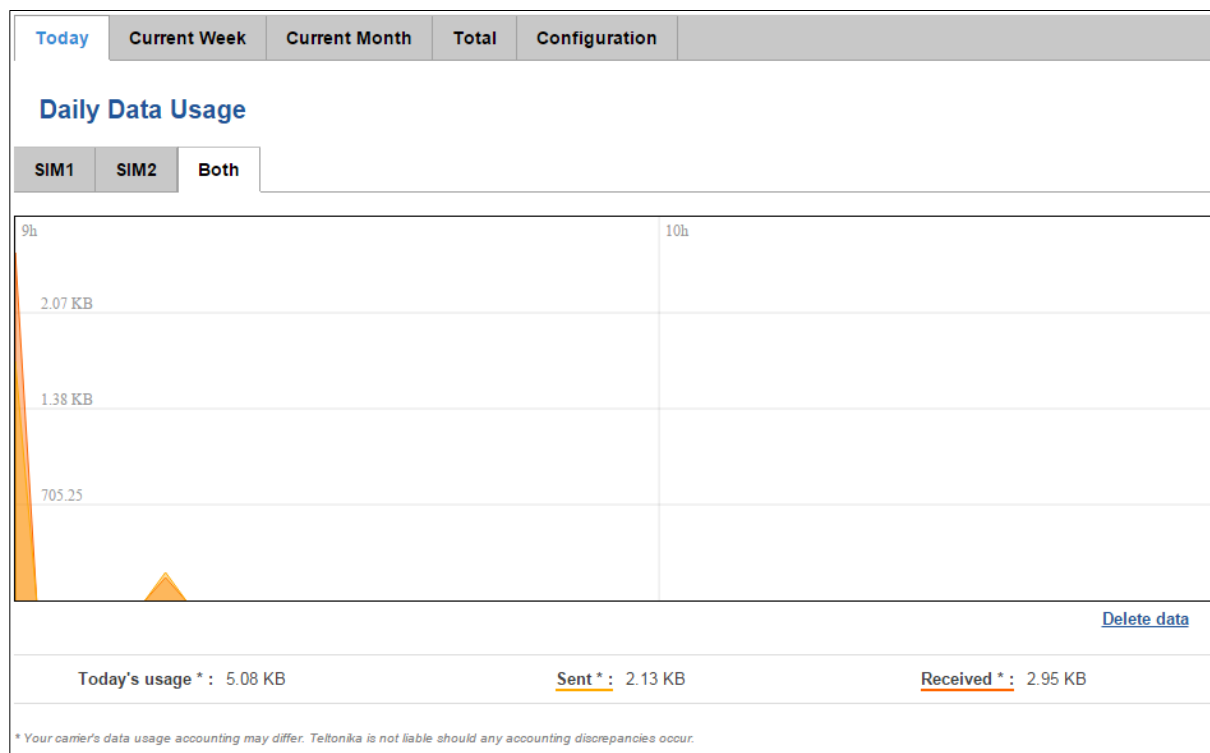 Today Current Week Current Month Total Configuration
Daily Data Usage
SIM1 SIM2 Both
9h 10h
2.07 KB
1.38 KB
705.25
Delete data
Today's usage * : 5.08 KB Sent * : 2.13 KB Received * : 2.95 KB
* Your carrier's data usage accounting may differ. Teltonika is not liable should any accounting discrepancies occur.